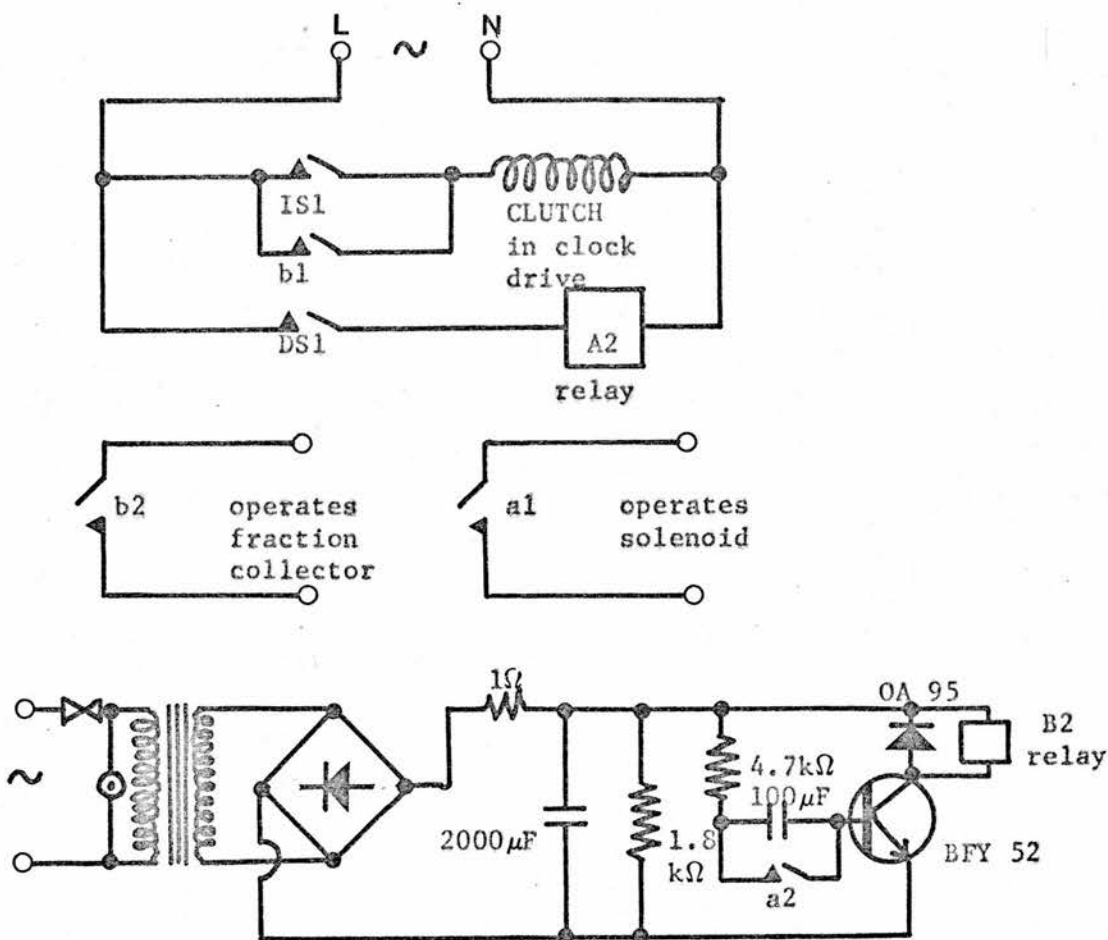 L ~ N
IS1
CLUTCH
in clock
drive
b1
DS1
A2
relay
b2
operates
fraction
collector
a1
operates
solenoid
1Ω
OA 95
B2
relay
4.7kΩ
100μF
~
2000μF
1.8
kΩ
BFY 52
a2